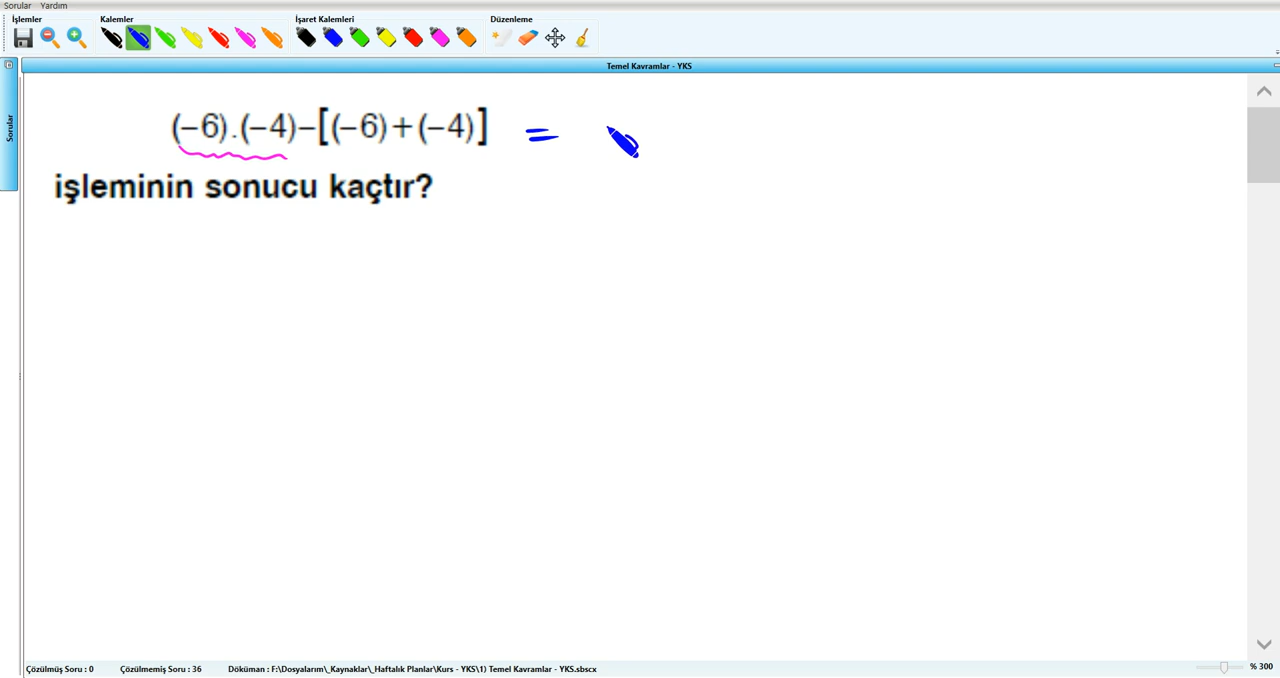 Sorular Yardım
İşlemler Kalemler İşaret Kalemleri Düzenleme
Temel Kavramlar - YKS
Sorular
(−6).(−4)−[(−6)+(−4)] =
işleminin sonucu kaçtır?
Çözülmüş Soru : 0 Çözülmemiş Soru : 36 Döküman : F:\Dosyalarım\_Kaynaklar\_Haftalık Planlar\Kurs - YKS\1) Temel Kavramlar - YKS.sbscx % 300